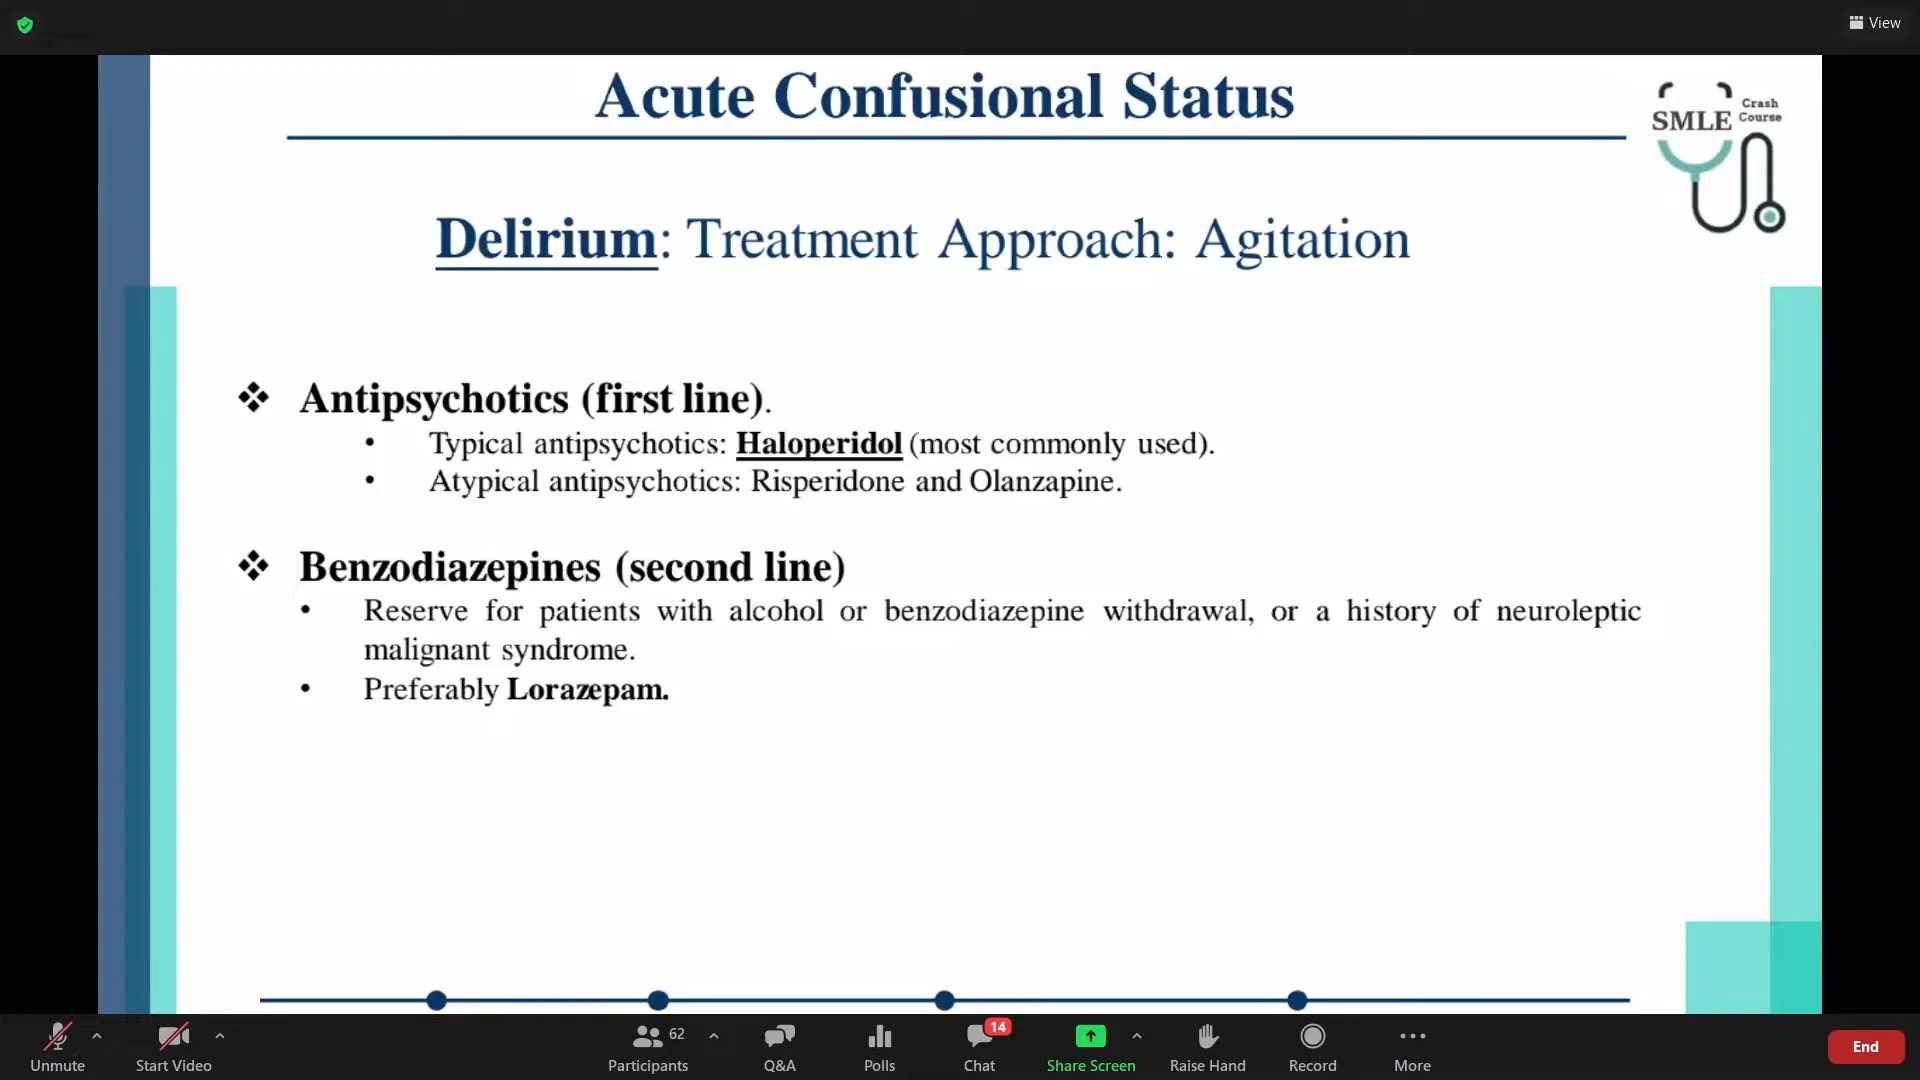 View
Acute Confusional Status
SMLE Crash Course
Delirium: Treatment Approach: Agitation
❖ Antipsychotics (first line).
• Typical antipsychotics: Haloperidol (most commonly used).
• Atypical antipsychotics: Risperidone and Olanzapine.
❖ Benzodiazepines (second line)
• Reserve for patients with alcohol or benzodiazepine withdrawal, or a history of neuroleptic
malignant syndrome.
• Preferably Lorazepam.
Unmute
Start Video
62
Participants
Q&A
Polls
14
Chat
Share Screen
Raise Hand
Record
More
End